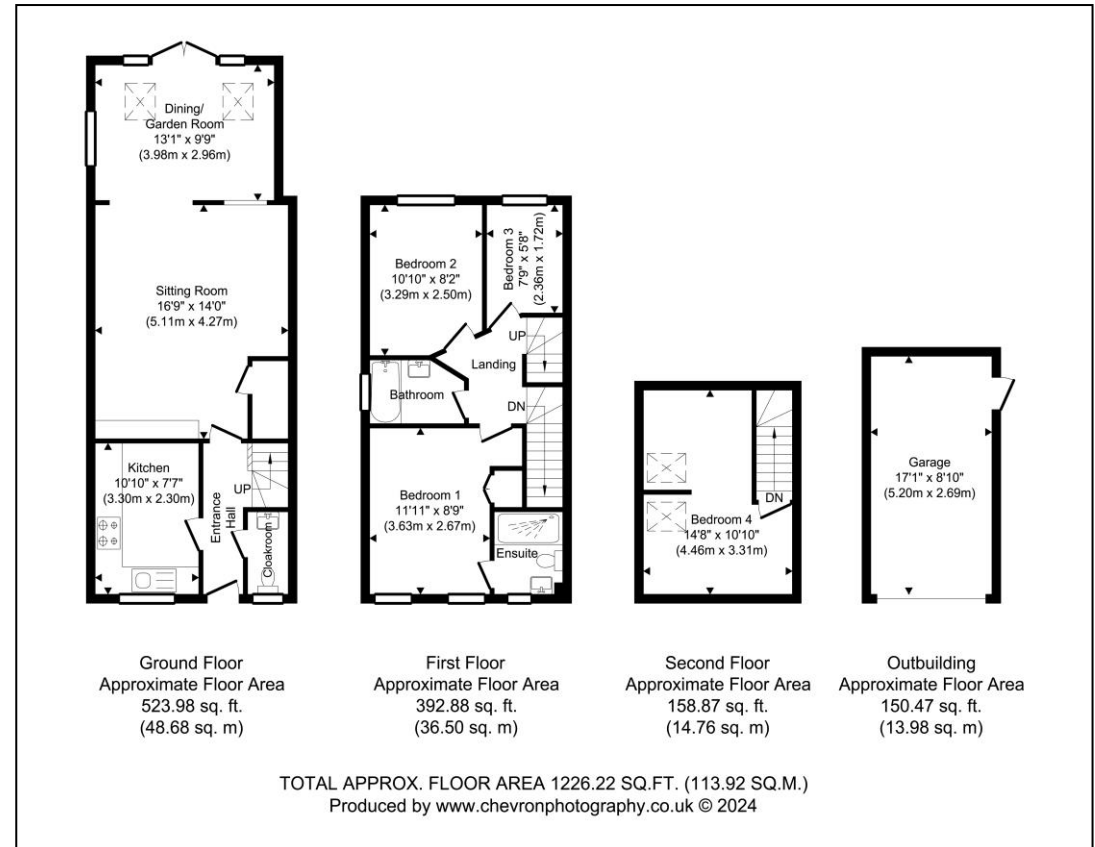 Dining/
Garden Room
13'1" x 9'9"
(3.98m x 2.96m)
Sitting Room
16'9" x 14'0"
(5.11m x 4.27m)
Kitchen
10'10" x 7'7"
(3.30m x 2.30m)
Entrance
Hall
UP
Cloakroom
Ground Floor
Approximate Floor Area
523.98 sq. ft.
(48.68 sq. m)
Bedroom 2
10'10" x 8'2"
(3.29m x 2.50m)
Bedroom 3
7'9" x 5'8"
(2.36m x 1.72m)
UP
Landing
Bathroom
DN
Bedroom 1
11'11" x 8'9"
(3.63m x 2.67m)
Ensuite
First Floor
Approximate Floor Area
392.88 sq. ft.
(36.50 sq. m)
DN
Bedroom 4
14'8" x 10'10"
(4.46m x 3.31m)
Second Floor
Approximate Floor Area
158.87 sq. ft.
(14.76 sq. m)
Garage
17'1" x 8'10"
(5.20m x 2.69m)
Outbuilding
Approximate Floor Area
150.47 sq. ft.
(13.98 sq. m)
TOTAL APPROX. FLOOR AREA 1226.22 SQ.FT. (113.92 SQ.M.)
Produced by www.chevronphotography.co.uk © 2024